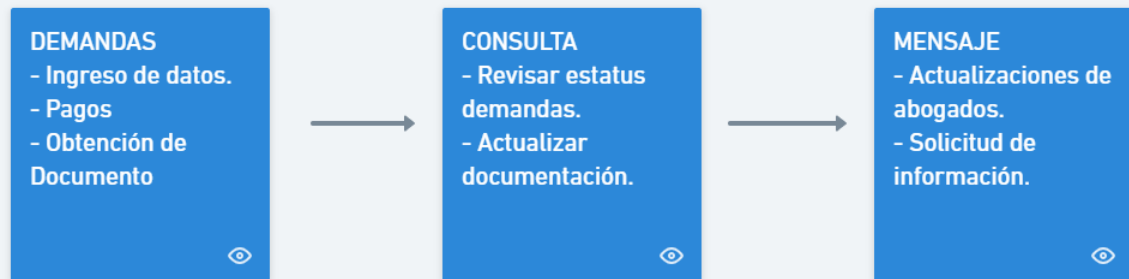 DEMANDAS
- Ingreso de datos.
- Pagos
- Obtención de
Documento
CONSULTA
- Revisar estatus
demandas.
- Actualizar
documentación.
MENSAJE
- Actualizaciones de
abogados.
- Solicitud de
información.